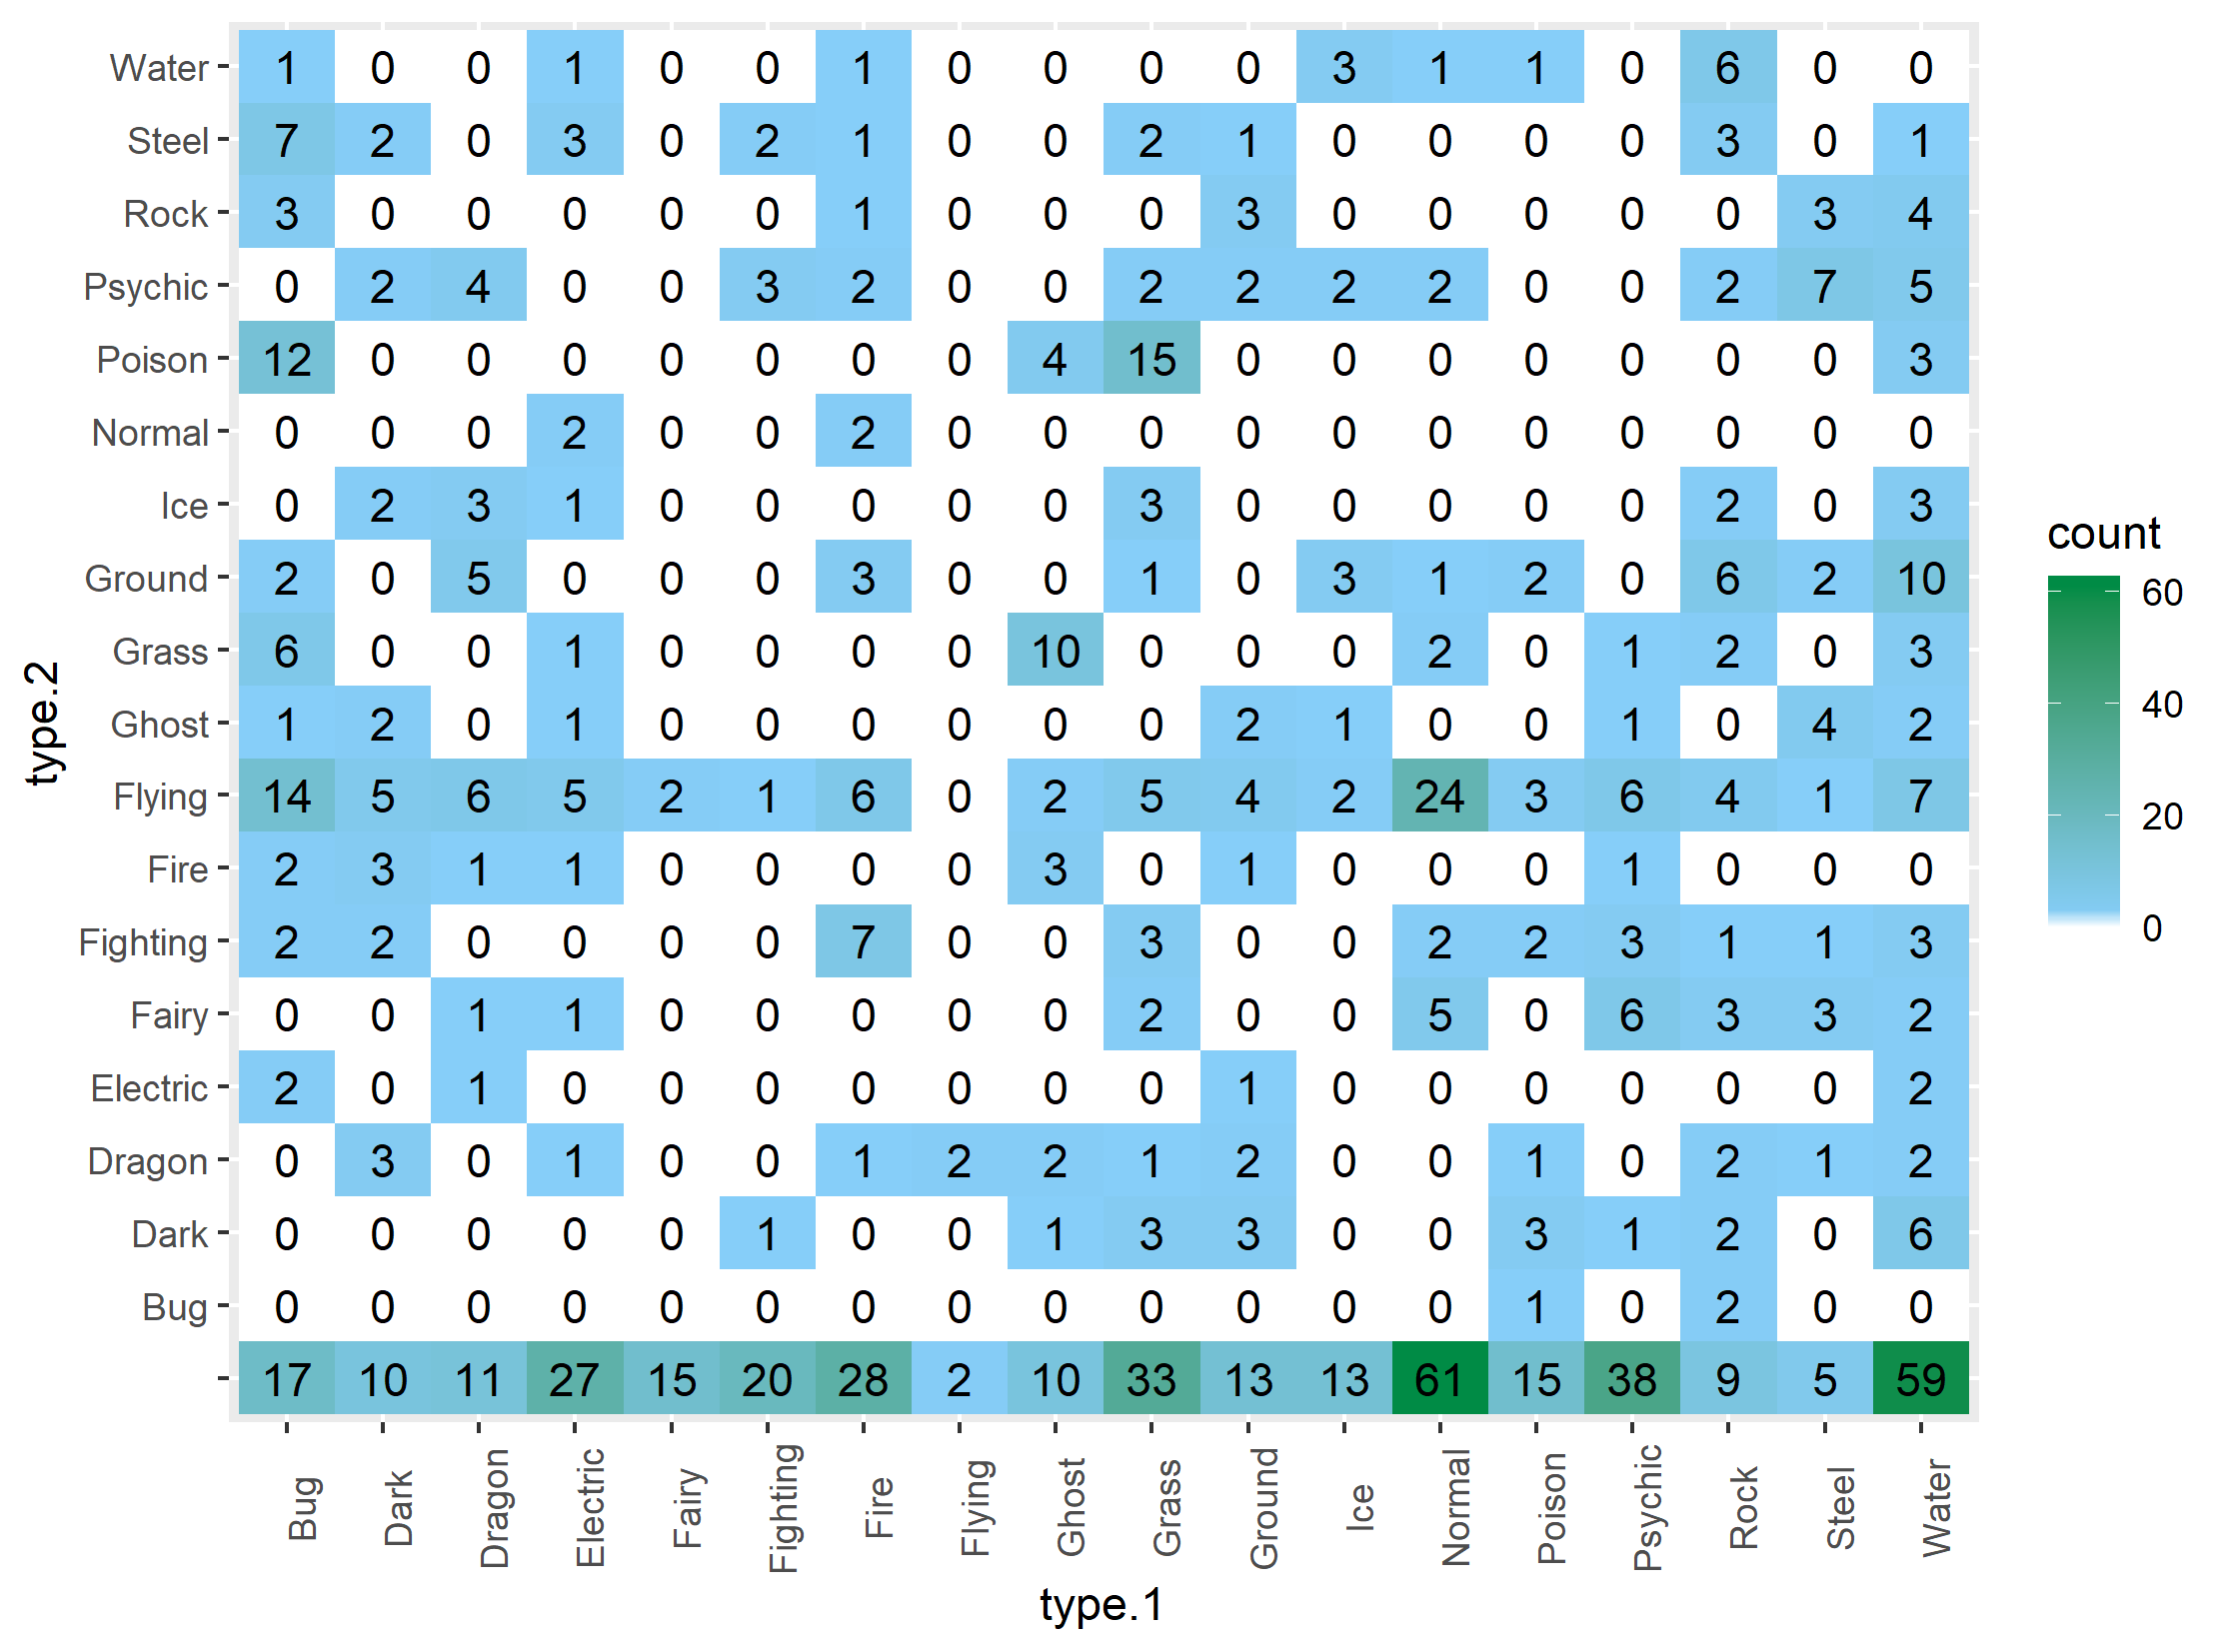 Water 1 0 0 1 0 0 1 0 0 0 0 3 1 1 0 6 0 0
Steel 7 2 0 3 0 2 1 0 0 2 1 0 0 0 0 3 0 1
Rock 3 0 0 0 0 0 1 0 0 0 3 0 0 0 0 0 3 4
Psychic 0 2 4 0 0 3 2 0 0 2 2 2 2 0 0 2 7 5
Poison 12 0 0 0 0 0 0 0 4 15 0 0 0 0 0 0 0 3
Normal 0 0 0 2 0 0 2 0 0 0 0 0 0 0 0 0 0 0
Ice 0 2 3 1 0 0 0 0 0 3 0 0 0 0 0 2 0 3
Ground 2 0 5 0 0 0 3 0 0 1 0 3 1 2 0 6 2 10
Grass 6 0 0 1 0 0 0 0 10 0 0 0 2 0 1 2 0 3
Ghost 1 2 0 1 0 0 0 0 0 0 2 1 0 0 1 0 4 2
Flying 14 5 6 5 2 1 6 0 2 5 4 2 24 3 6 4 1 7
Fire 2 3 1 1 0 0 0 0 3 0 1 0 0 0 1 0 0 0
Fighting 2 2 0 0 0 0 7 0 0 3 0 0 2 2 3 1 1 3
Fairy 0 0 1 1 0 0 0 0 0 2 0 0 5 0 6 3 3 2
Electric 2 0 1 0 0 0 0 0 0 0 1 0 0 0 0 0 0 2
Dragon 0 3 0 1 0 0 1 2 2 1 2 0 0 1 0 2 1 2
Dark 0 0 0 0 0 1 0 0 1 3 3 0 0 3 1 2 0 6
Bug 0 0 0 0 0 0 0 0 0 0 0 0 0 1 0 2 0 0
17 10 11 27 15 20 28 2 10 33 13 13 61 15 38 9 5 59
Bug Dark Dragon Electric Fairy Fighting Fire Flying Ghost Grass Ground Ice Normal Poison Psychic Rock Steel Water
type.1
type.2
count
60
40
20
0